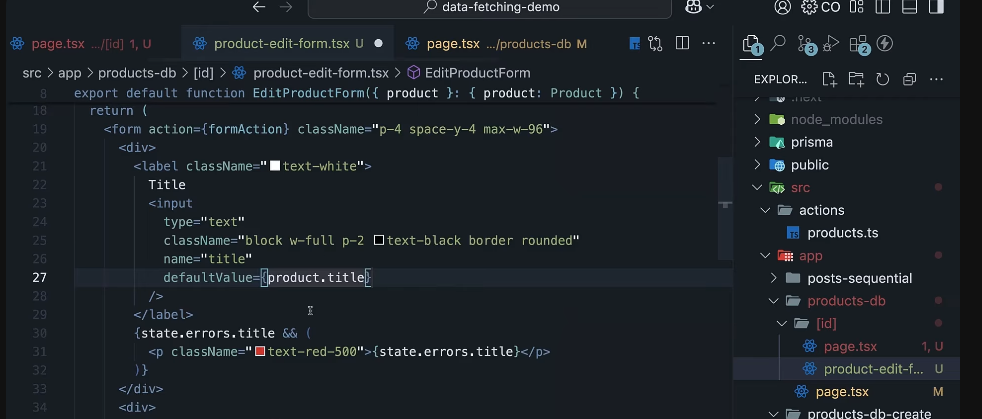 data-fetching-demo
CO
page.tsx .../[id] 1, U
product-edit-form.tsx U
page.tsx .../products-db M
1
3
2
src > app > products-db > [id] > product-edit-form.tsx > EditProductForm
EXPLOR...
8 export default function EditProductForm({ product }: { product: Product }) {
18 return (
19 <form action={formAction} className="p-4 space-y-4 max-w-96">
20 <div>
21 <label className="text-white">
22 Title
23 <input
24 type="text"
25 className="block w-full p-2 text-black border rounded"
26 name="title"
27 defaultValue={product.title}
28 />
29 </label>
30 {state.errors.title && (
31 <p className="text-red-500">{state.errors.title}</p>
32 )}
33 </div>
34 <div>
.next
node_modules
prisma
public
src
actions
TS products.ts
app
posts-sequential
products-db
[id]
page.tsx 1, U
product-edit-f... U
page.tsx M
products-db-create